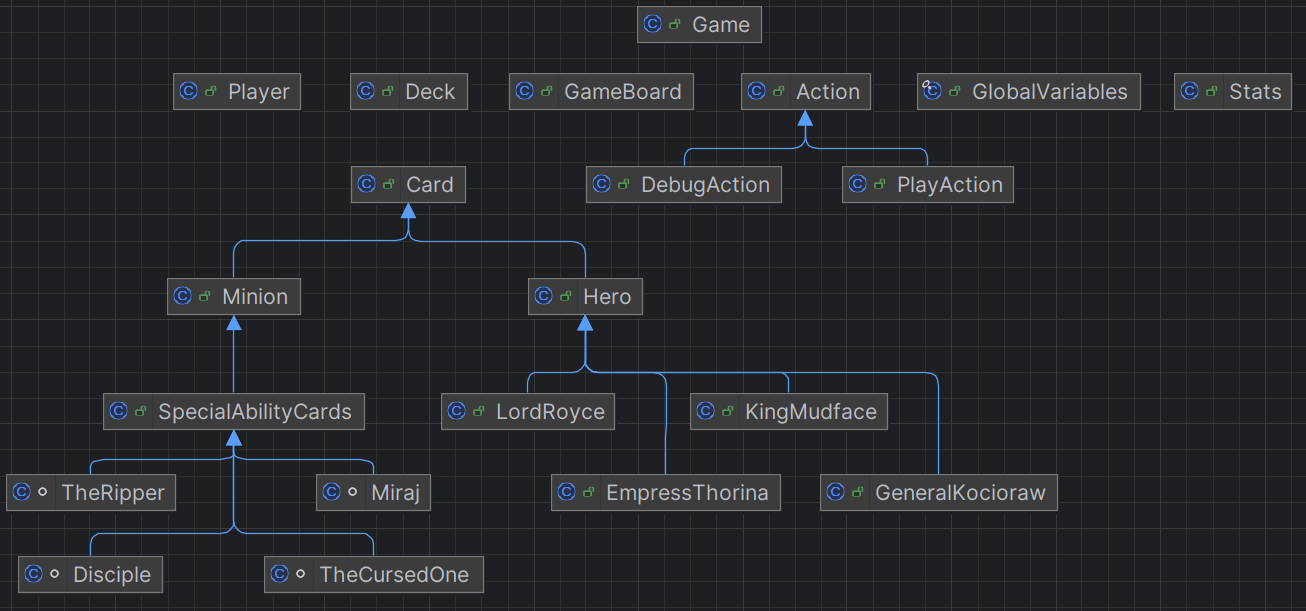 Game
Player Deck GameBoard Action GlobalVariables Stats
Card DebugAction PlayAction
Minion Hero
SpecialAbilityCards LordRoyce KingMudface
TheRipper Miraj EmpressThorina GeneralKocioraw
Disciple TheCursedOne